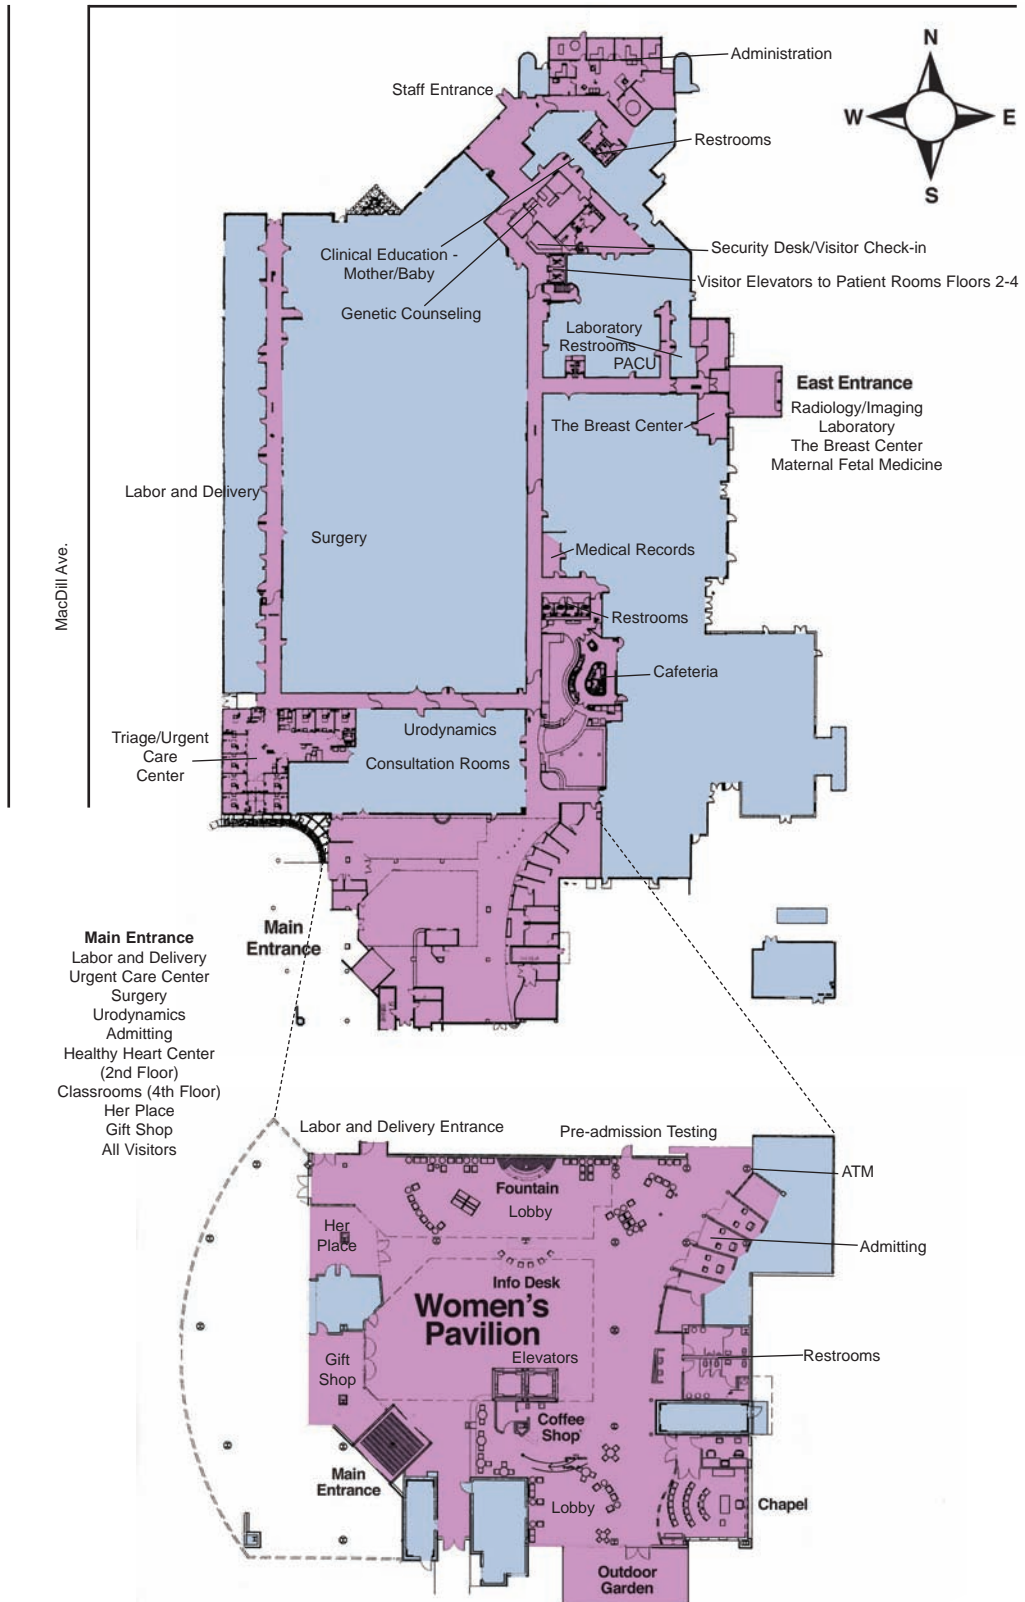 N
W
E
S
Administration
Staff Entrance
Restrooms
Clinical Education -
Mother/Baby
Security Desk/Visitor Check-in
Visitor Elevators to Patient Rooms Floors 2-4
Genetic Counseling
Laboratory
Restrooms
PACU
East Entrance
Radiology/Imaging
Laboratory
The Breast Center
Maternal Fetal Medicine
The Breast Center
Labor and Delivery
Surgery
Medical Records
MacDill Ave.
Restrooms
Cafeteria
Urodynamics
Consultation Rooms
Triage/Urgent
Care
Center
Main
Entrance
Main Entrance
Labor and Delivery
Urgent Care Center
Surgery
Urodynamics
Admitting
Healthy Heart Center
(2nd Floor)
Classrooms (4th Floor)
Her Place
Gift Shop
All Visitors
Labor and Delivery Entrance
Pre-admission Testing
ATM
Fountain
Lobby
Her
Place
Admitting
Info Desk
Women's
Pavilion
Elevators
Restrooms
Gift
Shop
Coffee
Shop
Main
Entrance
Lobby
Chapel
Outdoor
Garden